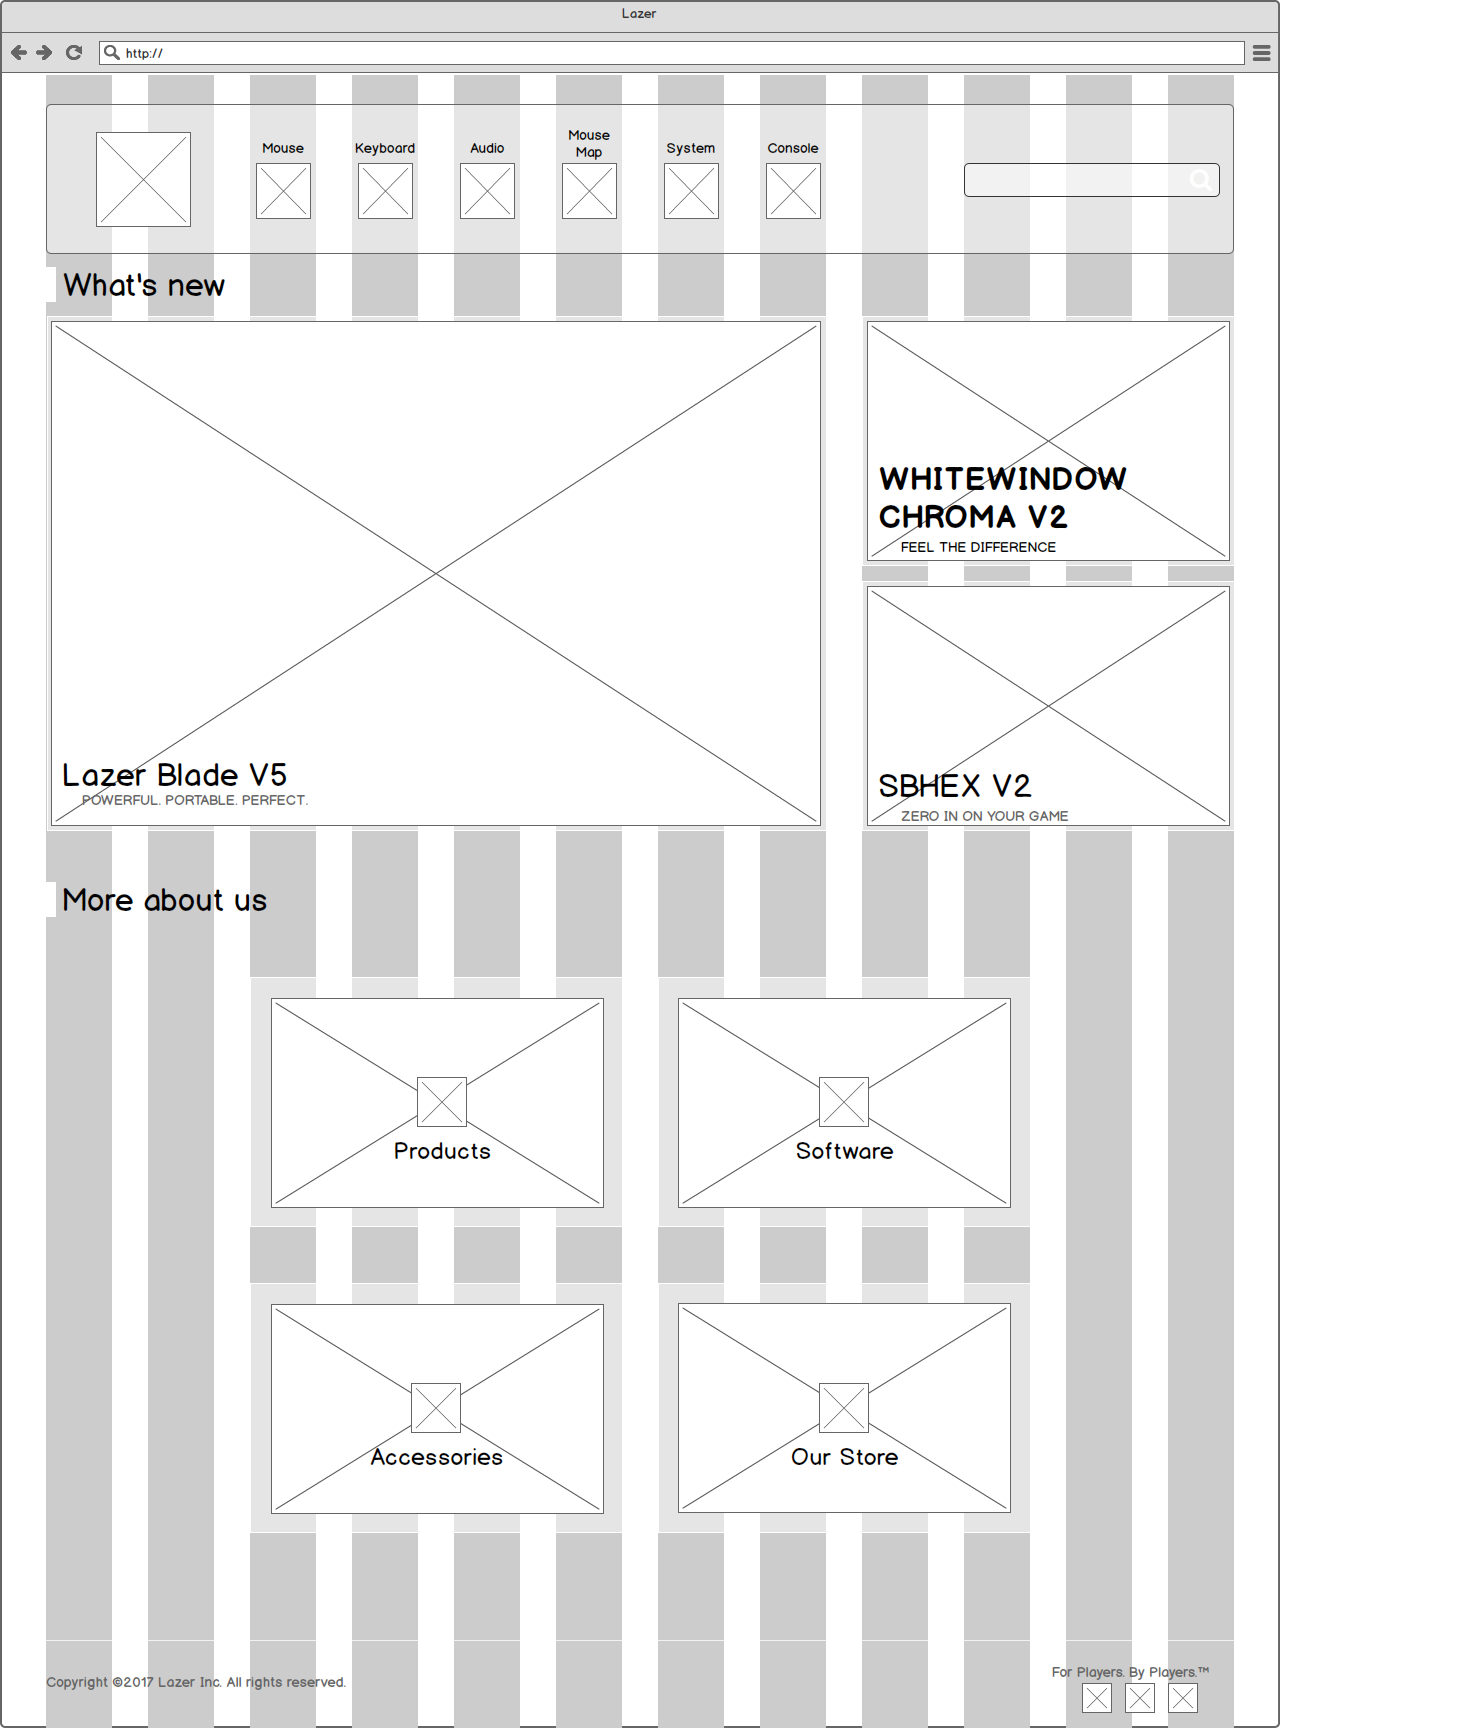 Lazer
http://
Mouse
Keyboard
Audio
Mouse
Map
System
Console
What's new
Lazer Blade V5
POWERFUL. PORTABLE. PERFECT.
WHITEWINDOW
CHROMA V2
FEEL THE DIFFERENCE
SBHEX V2
ZERO IN ON YOUR GAME
More about us
Products
Software
Accessories
Our Store
Copyright ©2017 Lazer Inc. All rights reserved.
For Players. By Players.™